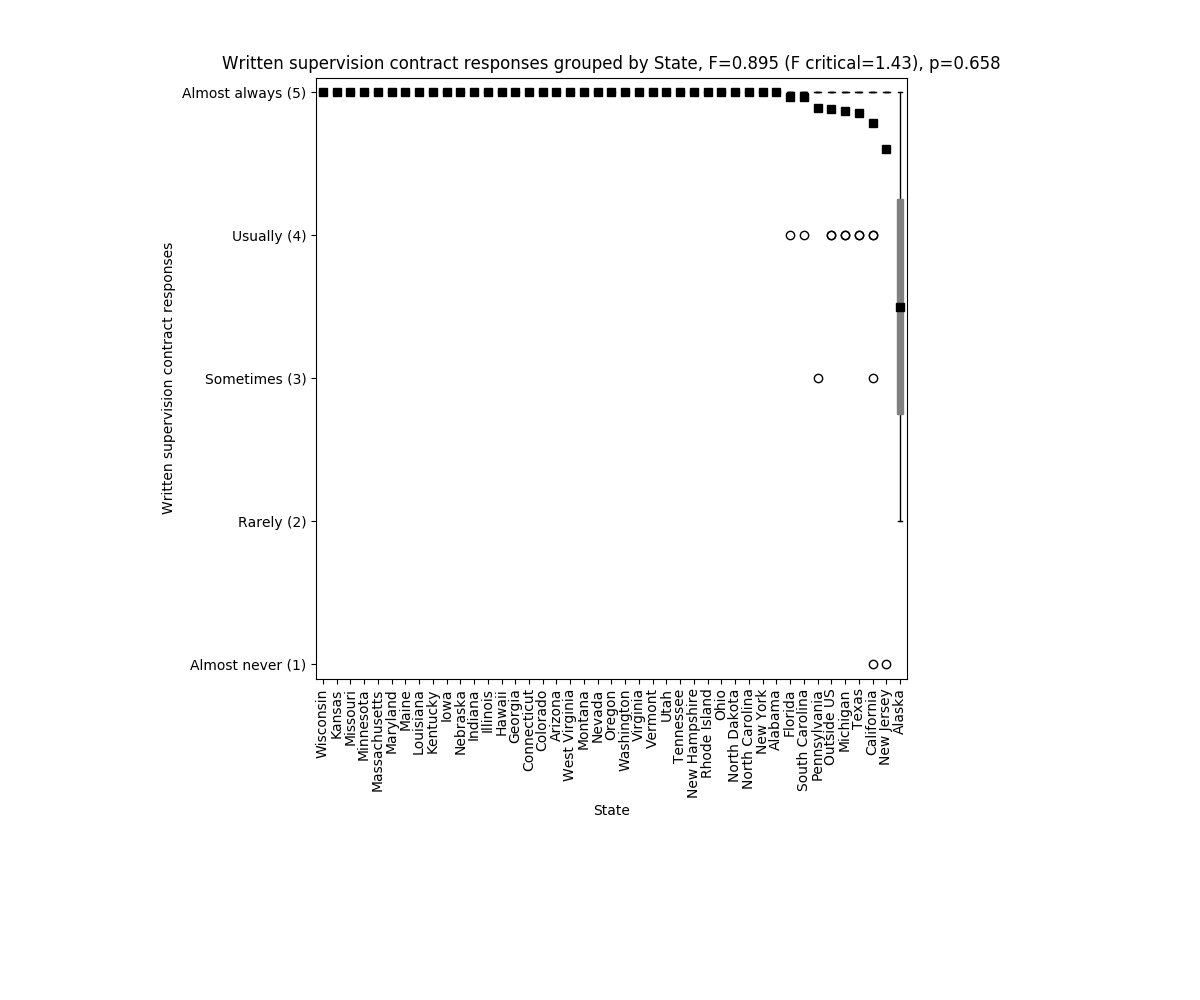 Written supervision contract responses grouped by State, F=0.895 (F critical=1.43), p=0.658
Almost always (5)
Usually (4)
Sometimes (3)
Rarely (2)
Almost never (1)
Written supervision contract responses
Wisconsin
Kansas
Missouri
Minnesota
Massachusetts
Maryland
Maine
Louisiana
Kentucky
Iowa
Nebraska
Indiana
Illinois
Hawaii
Georgia
Connecticut
Colorado
Arizona
West Virginia
Montana
Nevada
Oregon
Washington
Virginia
Vermont
Utah
Tennessee
New Hampshire
Rhode Island
Ohio
North Dakota
North Carolina
New York
Alabama
Florida
South Carolina
Pennsylvania
Outside US
Michigan
Texas
California
New Jersey
Alaska
State